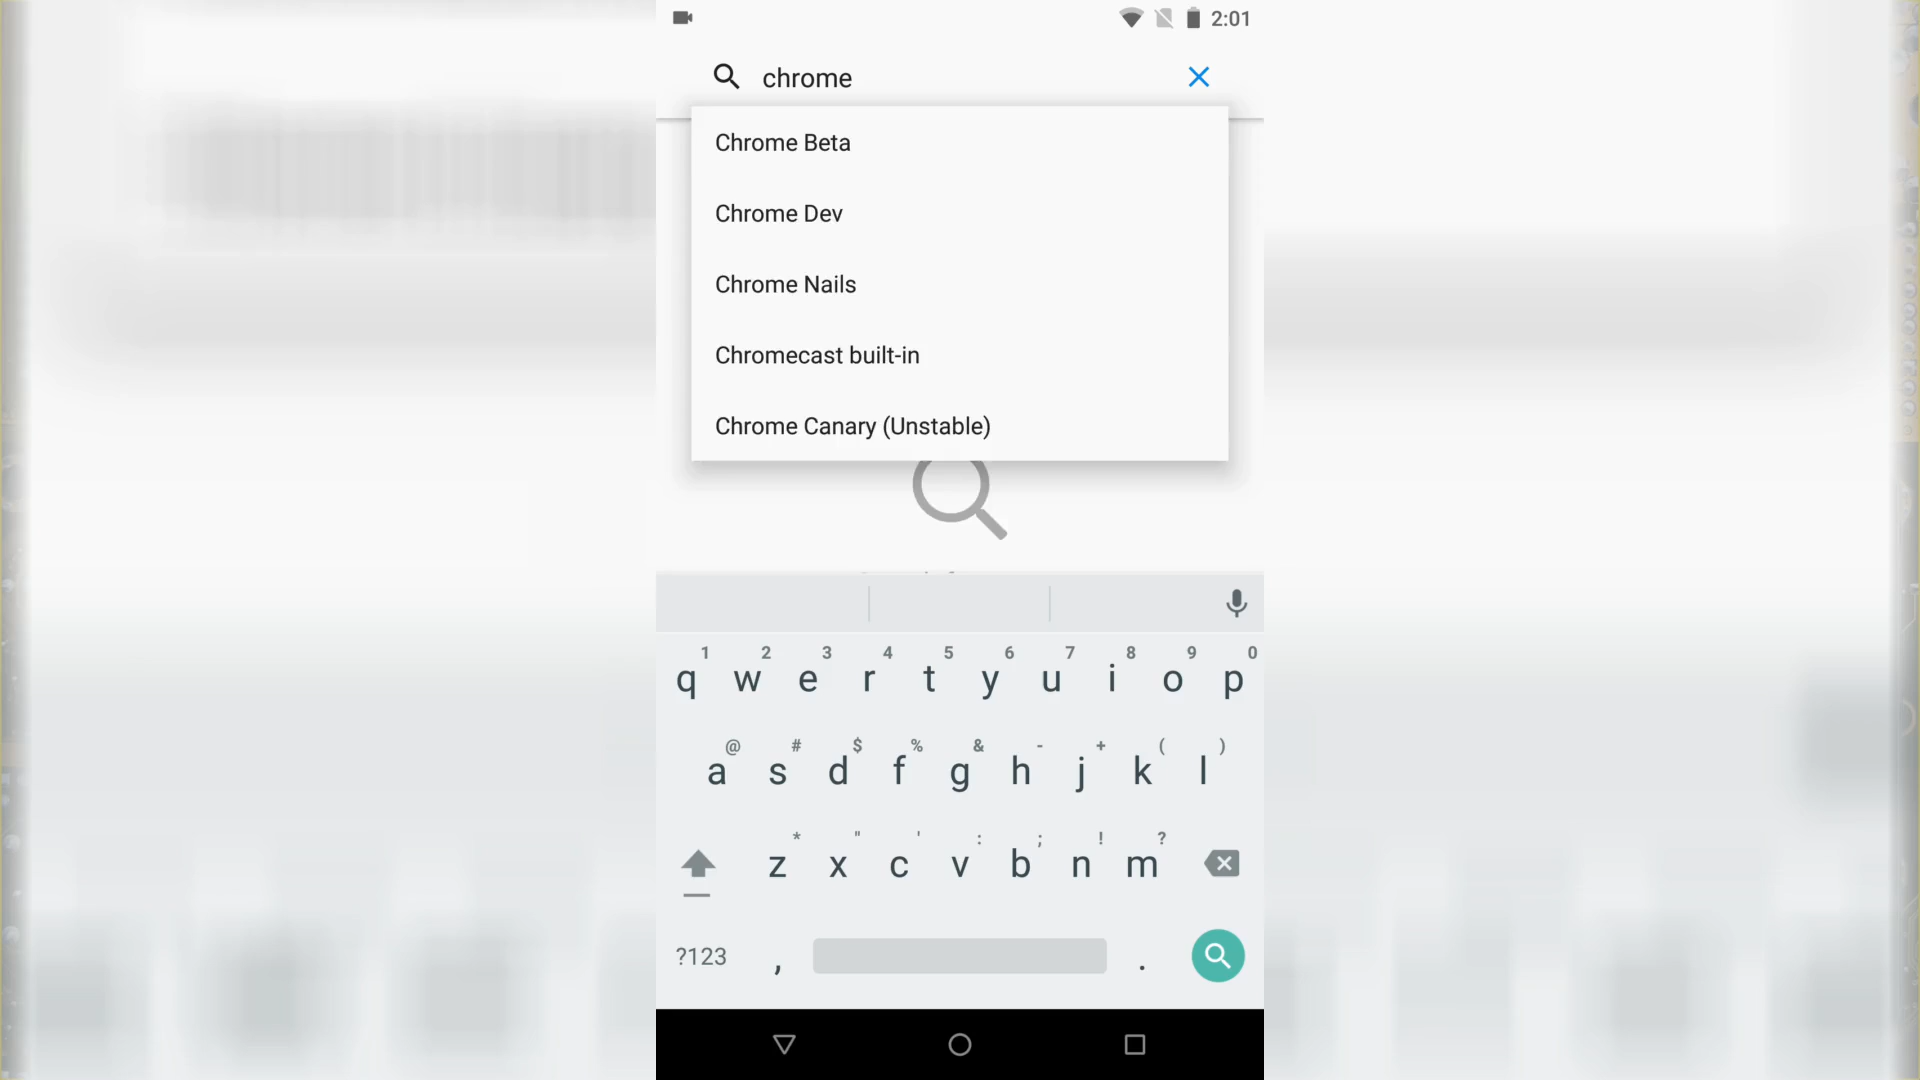 2:01
chrome
Chrome Beta
Chrome Dev
Chrome Nails
Chromecast built-in
Chrome Canary (Unstable)
1 2 3 4 5 6 7 8 9 0
q w e r t y u i o p
@ # $ % & - + ( )
a s d f g h j k l
* " ' : ; ! ?
z x c v b n m
?123 , .